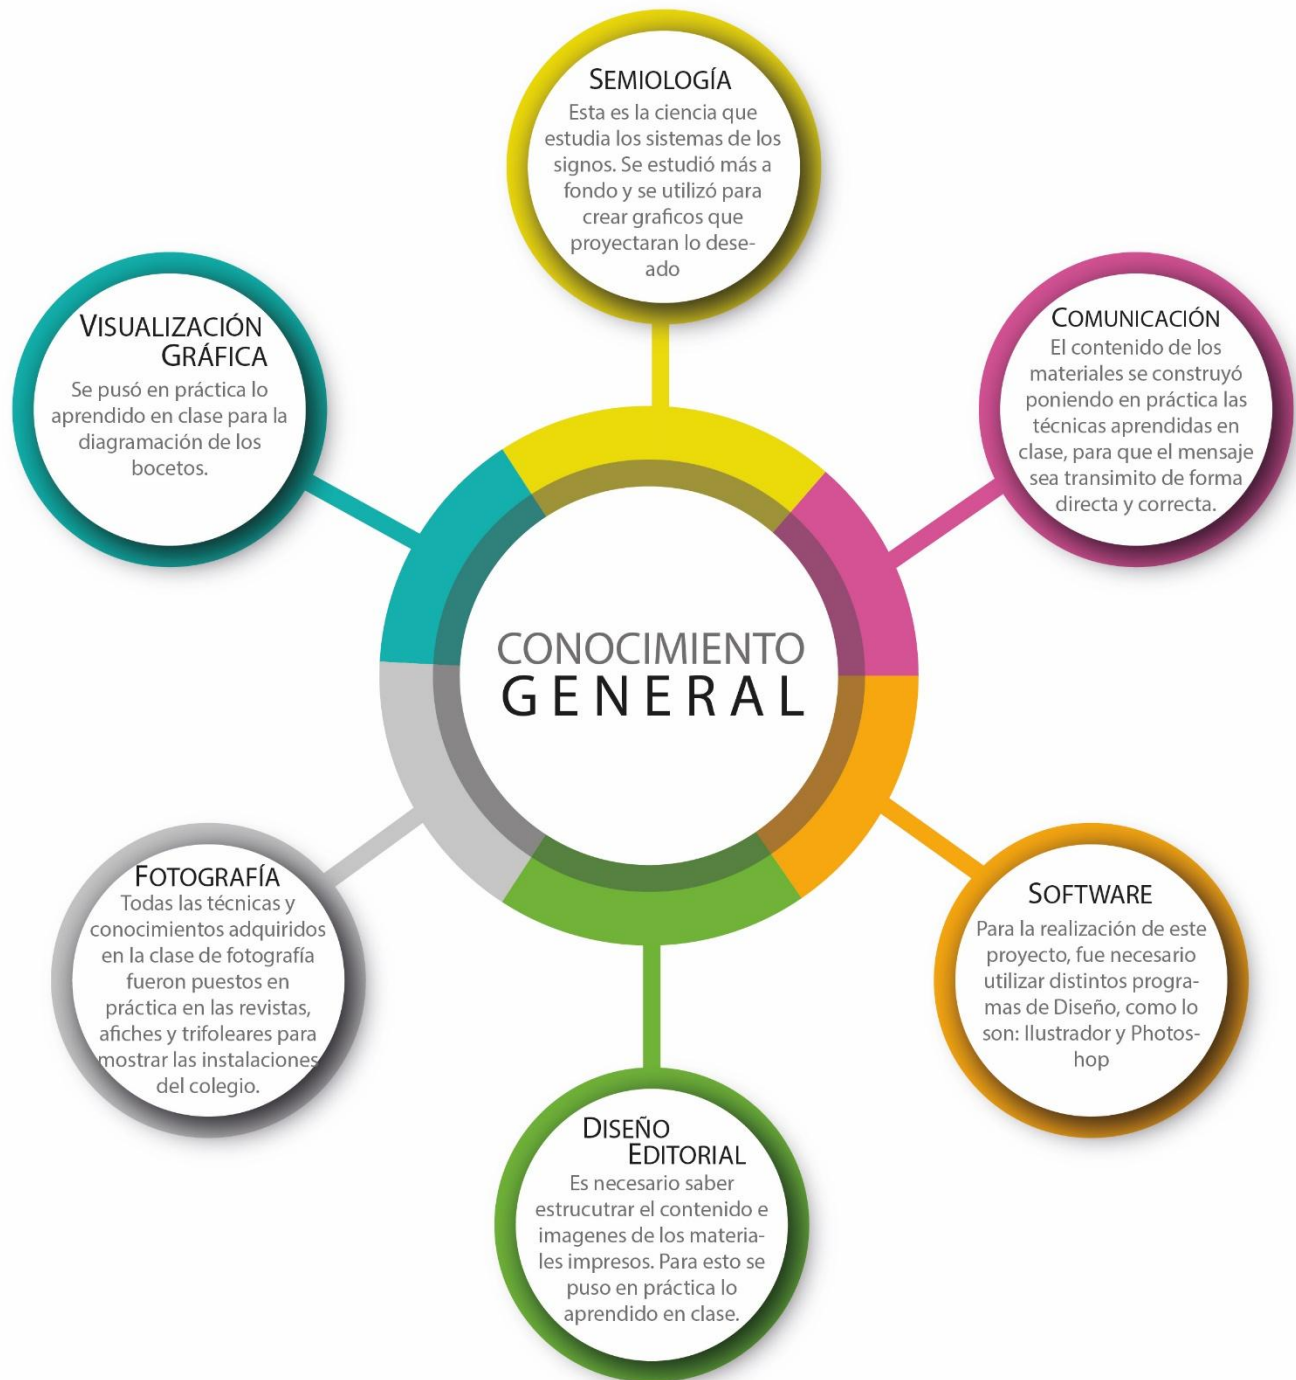 SEMIOLOGÍA
Esta es la ciencia que
estudia los sistemas de los
signos. Se estudió más a
fondo y se utilizó para
crear graficos que
proyectaran lo dese-
ado
VISUALIZACIÓN
GRÁFICA
Se pusó en práctica lo
aprendido en clase para la
diagramación de los
bocetos.
COMUNICACIÓN
El contenido de los
materiales se construyó
poniendo en práctica las
técnicas aprendidas en
clase, para que el mensaje
sea transimito de forma
directa y correcta.
CONOCIMIENTO
GENERAL
FOTOGRAFÍA
Todas las técnicas y
conocimientos adquiridos
en la clase de fotografía
fueron puestos en
práctica en las revistas,
afiches y trifoleares para
mostrar las instalaciones
del colegio.
SOFTWARE
Para la realización de este
proyecto, fue necesario
utilizar distintos progra-
mas de Diseño, como lo
son: Ilustrador y Photos-
hop
DISEÑO
EDITORIAL
Es necesario saber
estrucutrar el contenido e
imagenes de los materia-
les impresos. Para esto se
puso en práctica lo
aprendido en clase.